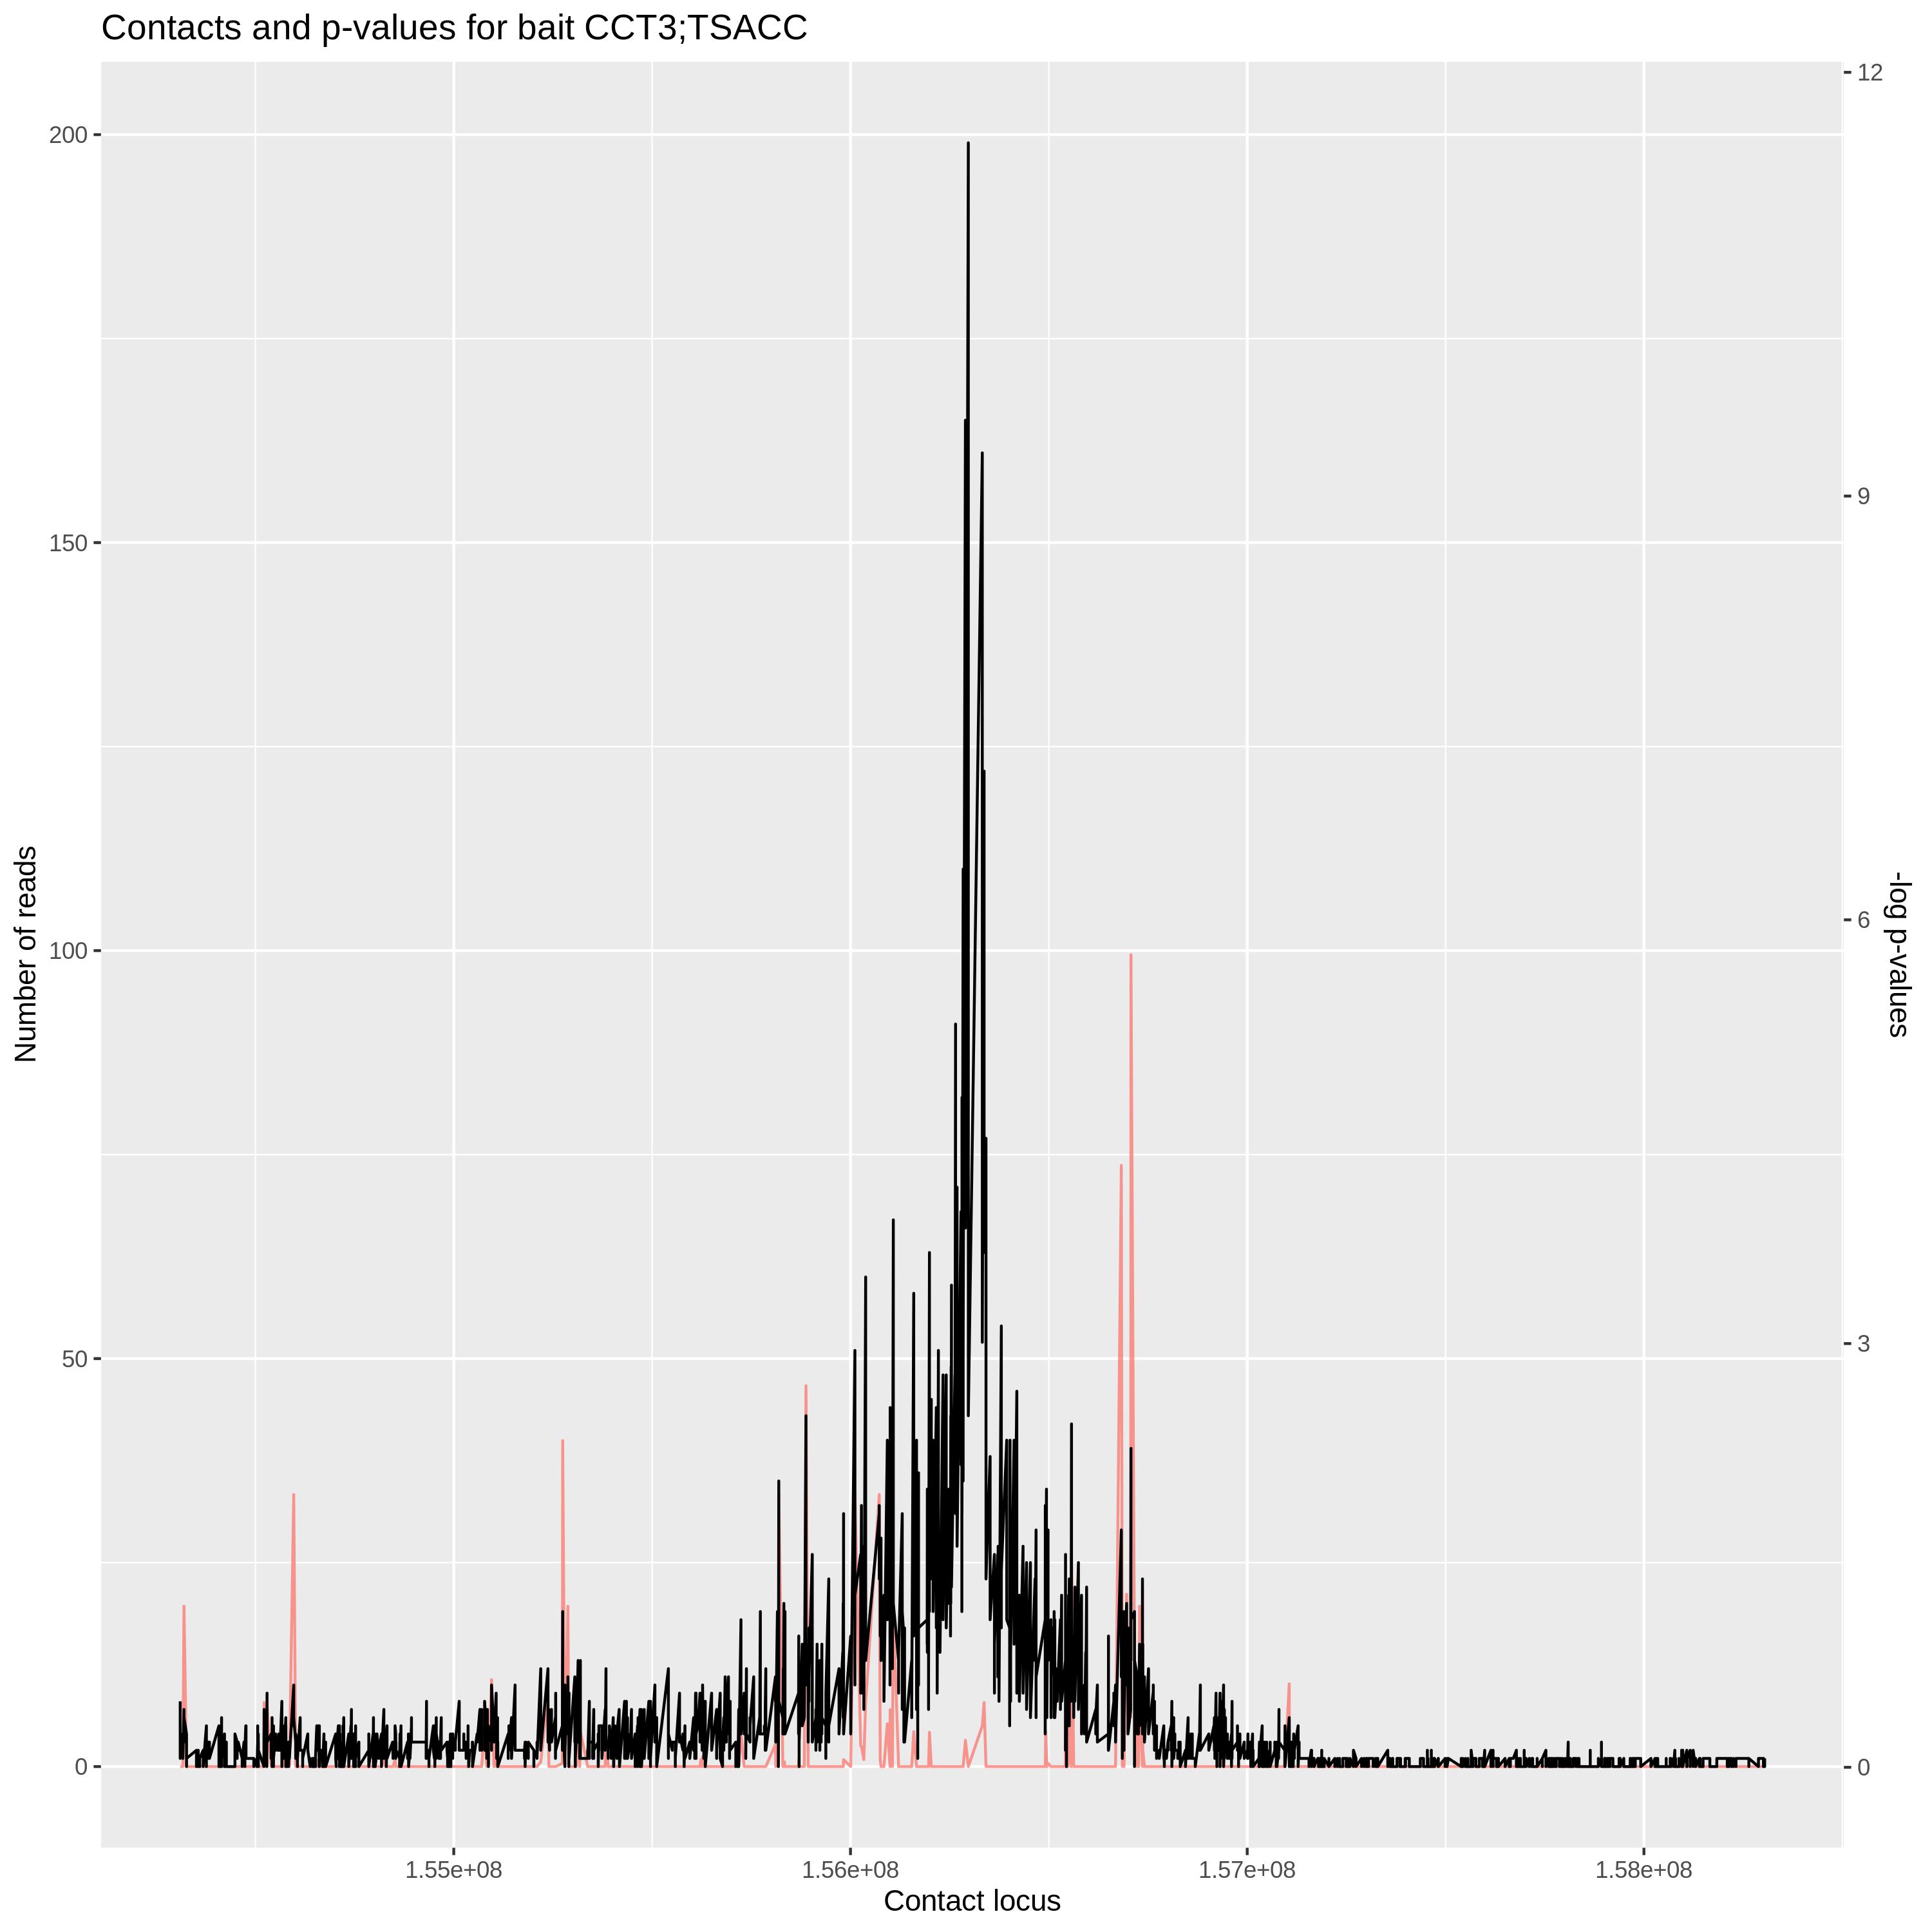 Contacts and p-values for bait CCT3;TSACC
12
200
9
150
Number of reads
-log p-values
6
100
3
50
0
0
1.55e+08
1.56e+08
1.57e+08
1.58e+08
Contact locus